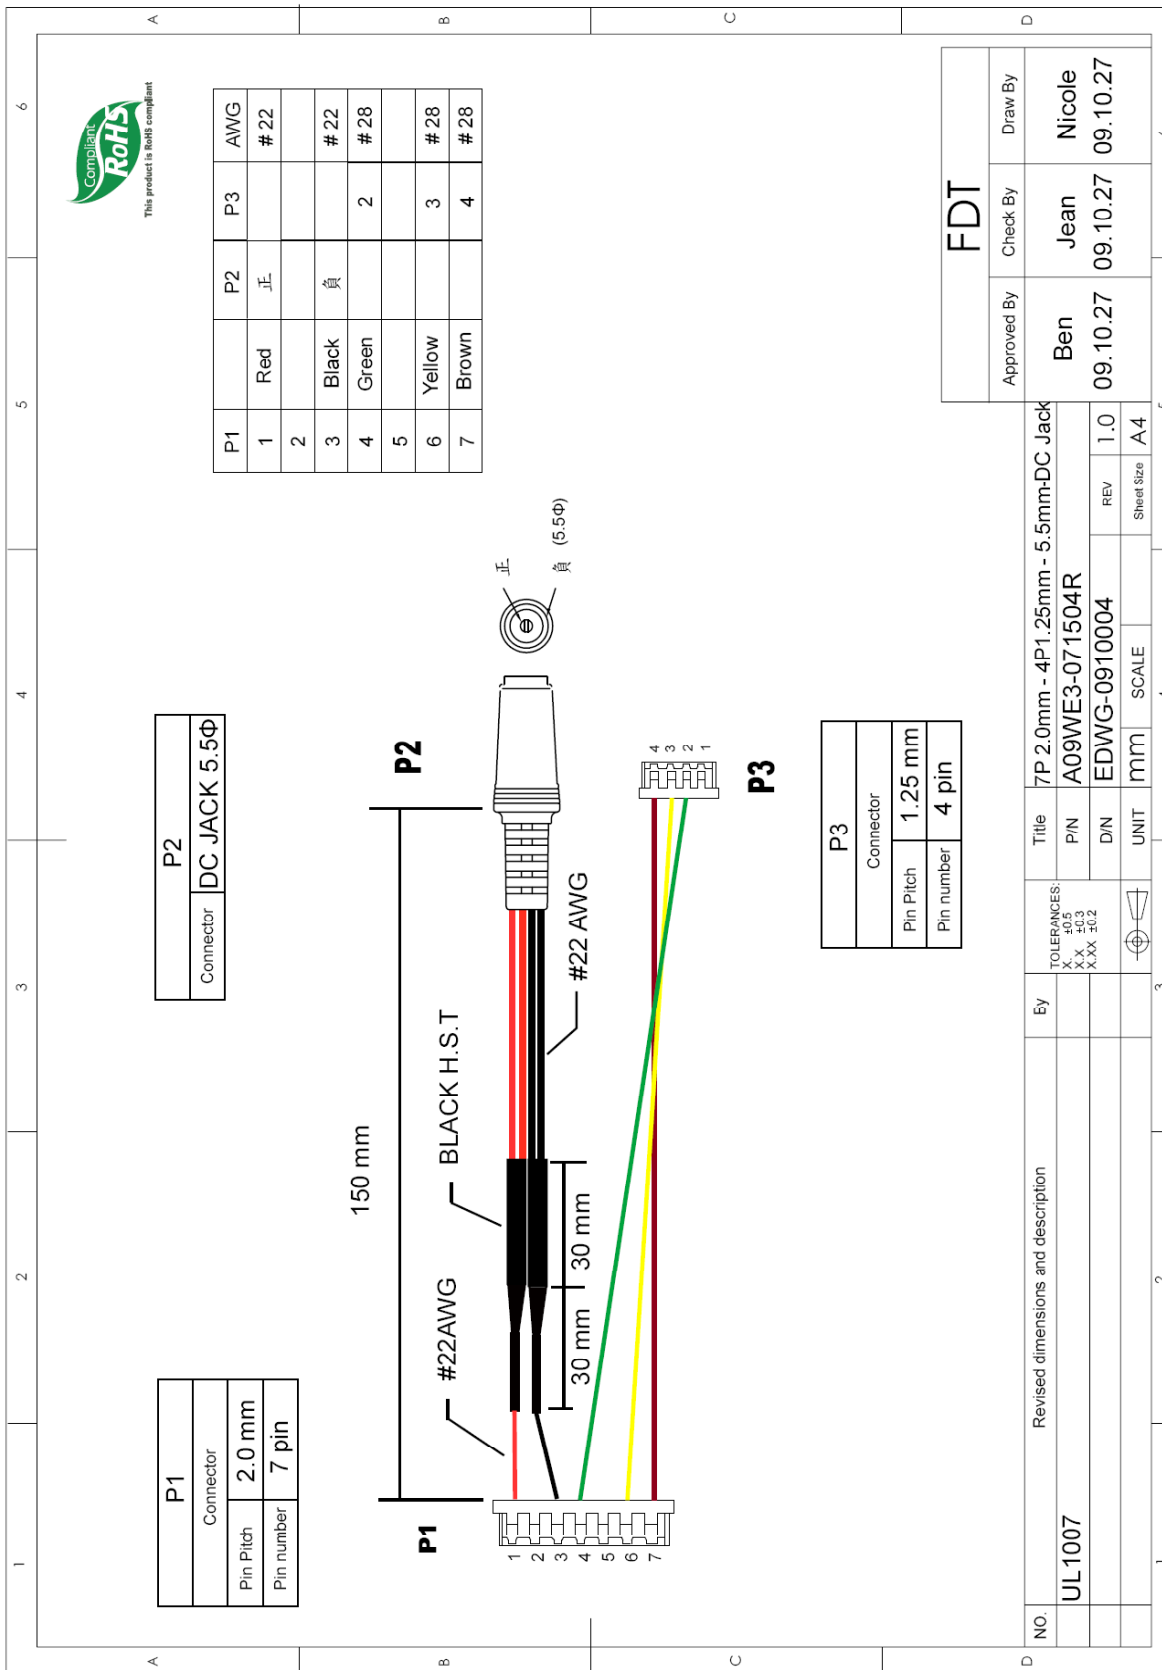 1 2 3 4 5 6
A
B
C
D
Compliant
RoHS
This product is RoHS compliant
P1
Connector
Pin Pitch 2.0 mm
Pin number 7 pin
P2
Connector DC JACK 5.5Φ
P1 P2 P3 AWG
1 Red 正 # 22
2
3 Black 負 # 22
4 Green 2 # 28
5
6 Yellow 3 # 28
7 Brown 4 # 28
150 mm
P1
#22AWG
BLACK H.S.T
P2
正
負 (5.5Φ)
30 mm 30 mm
#22 AWG
1
2
3
4
5
6
7
4
3
2
1
P3
P3
Connector
Pin Pitch 1.25 mm
Pin number 4 pin
FDT
Approved By Check By Draw By
Ben Jean Nicole
09.10.27 09.10.27 09.10.27
NO. Revised dimensions and description By
UL1007
TOLERANCES:
X. ±0.5
X.X ±0.3
X.XX ±0.2
Title 7P 2.0mm - 4P1.25mm - 5.5mm-DC Jack
P/N A09WE3-071504R
D/N EDWG-0910004 REV 1.0
UNIT mm SCALE Sheet size A4
A
B
C
D